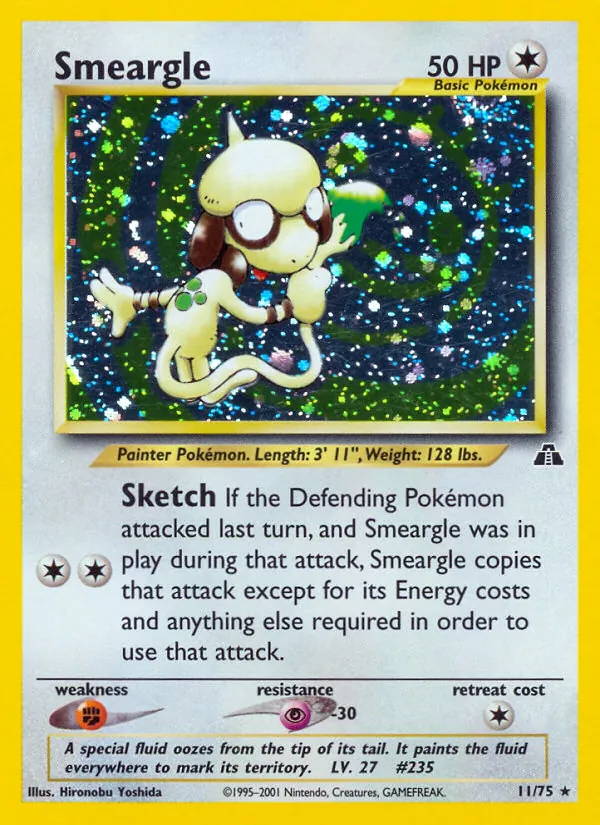 Smeargle
50 HP
Basic Pokémon
Painter Pokémon. Length: 3' 11", Weight: 128 lbs.
Sketch If the Defending Pokémon
attacked last turn, and Smeargle was in
play during that attack, Smeargle copies
that attack except for its Energy costs
and anything else required in order to
use that attack.
weakness resistance retreat cost
-30
A special fluid oozes from the tip of its tail. It paints the fluid
everywhere to mark its territory. LV. 27 #235
Illus. Hironobu Yoshida ©1995-2001 Nintendo, Creatures, GAMEFREAK. 11/75 ★